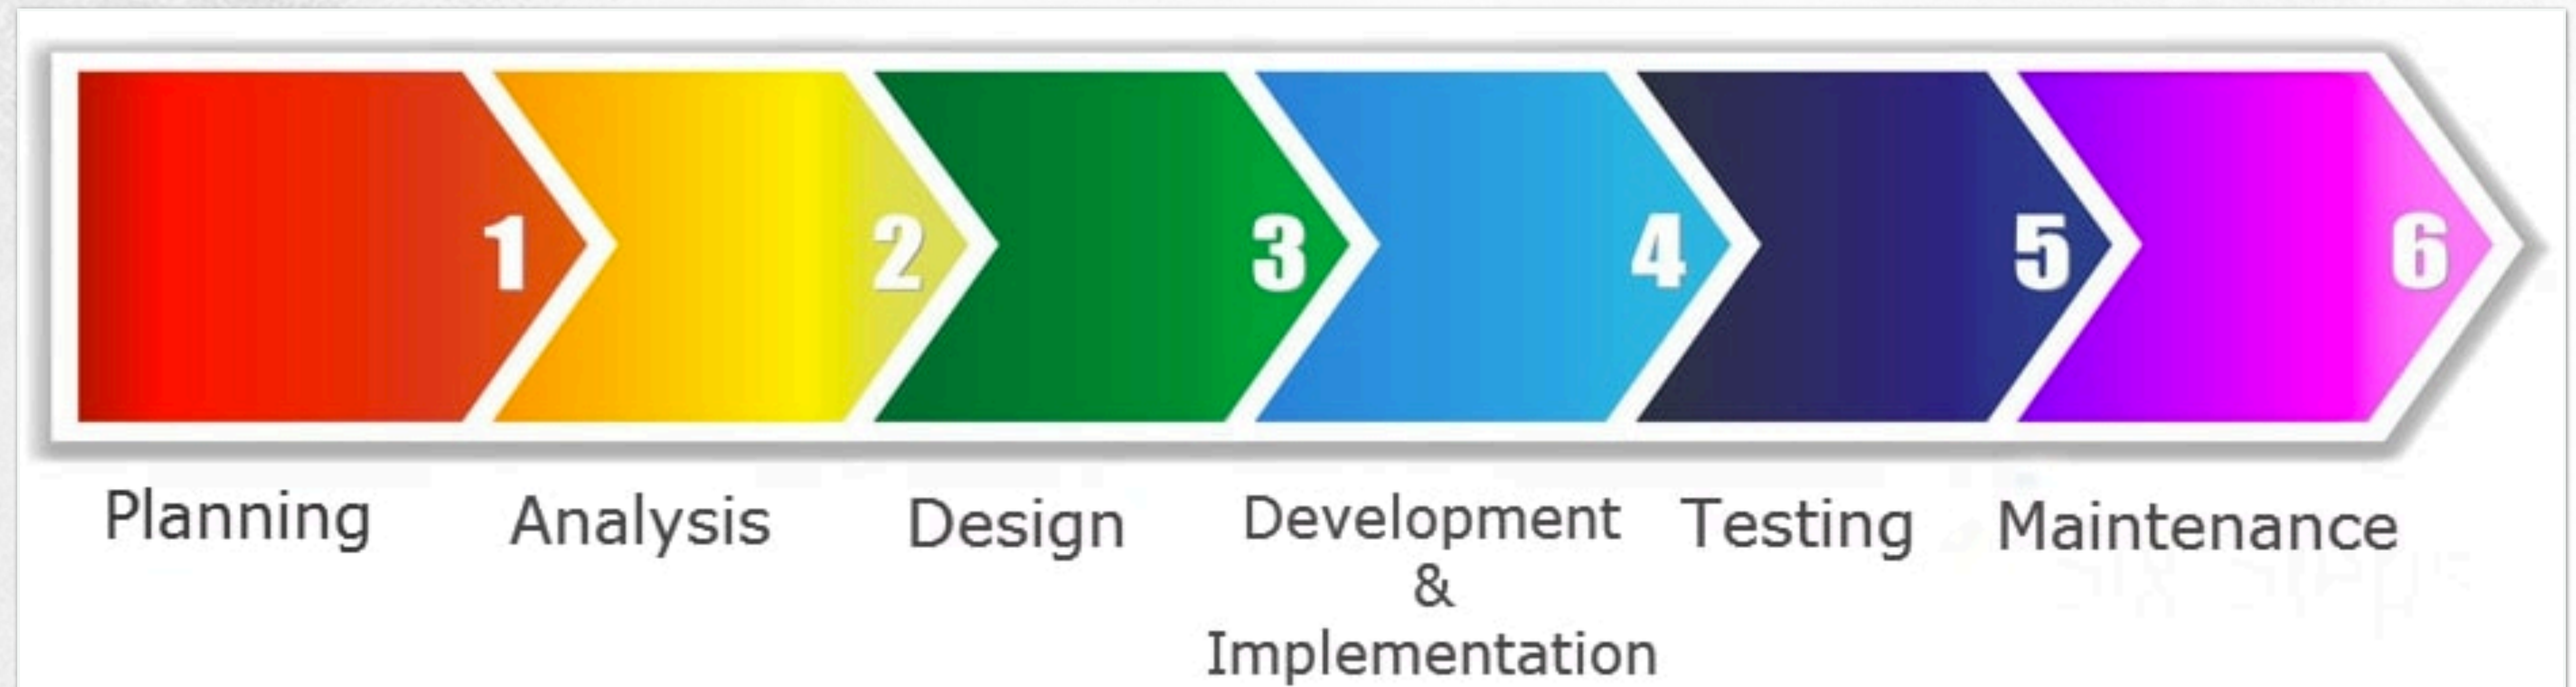 1 2 3 4 5 6
Planning Analysis Design Development Testing Maintenance
&
Implementation